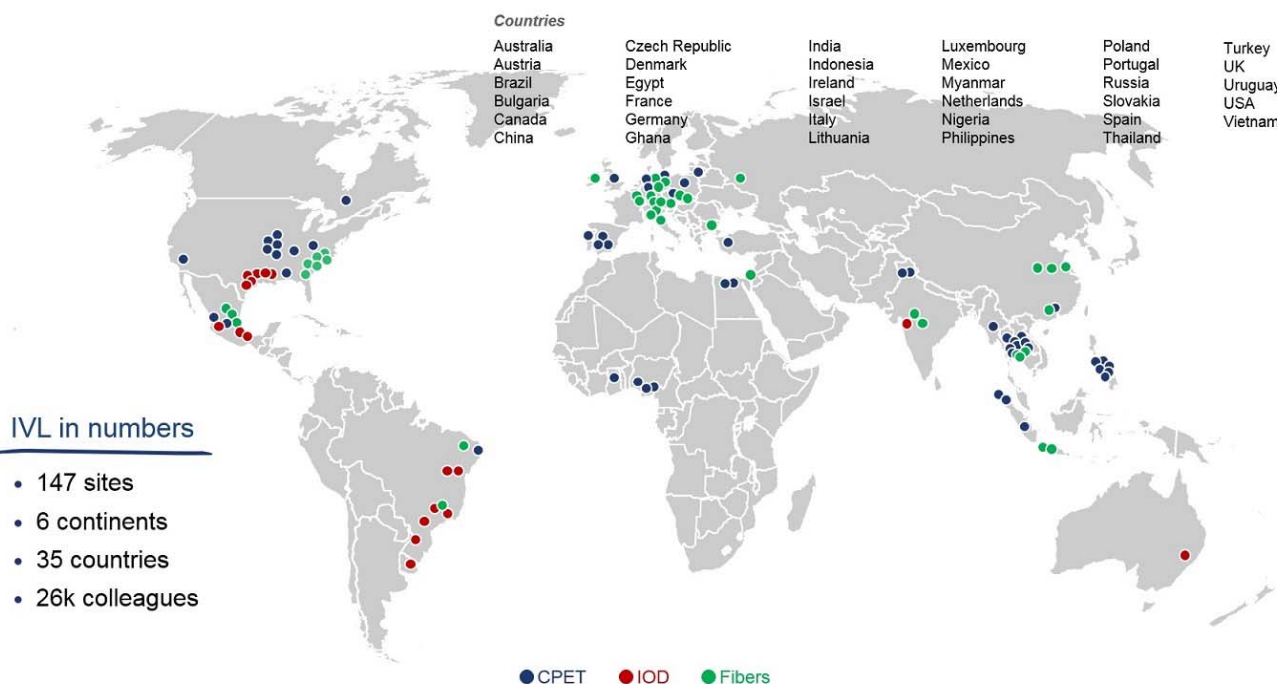 Countries
Australia
Austria
Brazil
Bulgaria
Canada
China
Czech Republic
Denmark
Egypt
France
Germany
Ghana
India
Indonesia
Ireland
Israel
Italy
Lithuania
Luxembourg
Mexico
Myanmar
Netherlands
Nigeria
Philippines
Poland
Portugal
Russia
Slovakia
Spain
Thailand
Turkey
UK
Uruguay
USA
Vietnam
IVL in numbers
• 147 sites
• 6 continents
• 35 countries
• 26k colleagues
CPET IOD Fibers